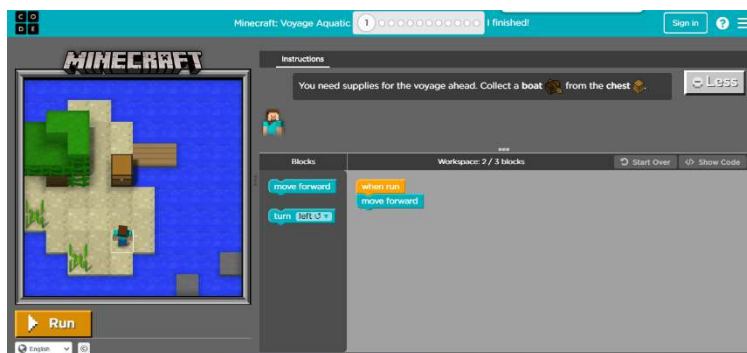 C O
D E
Minecraft: Voyage Aquatic 1 I finished! Sign in ?
MINECRAFT
Instructions
You need supplies for the voyage ahead. Collect a boat from the chest .
Less
Blocks Workspace: 2 / 3 blocks Start Over </> Show Code
move forward
turn left ↺ ▾
when run
move forward
Run
English ©